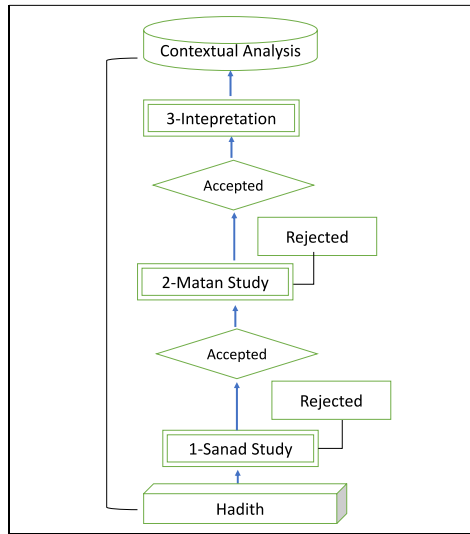 Contextual Analysis
3-Intepretation
Accepted
Rejected
2-Matan Study
Accepted
Rejected
1-Sanad Study
Hadith